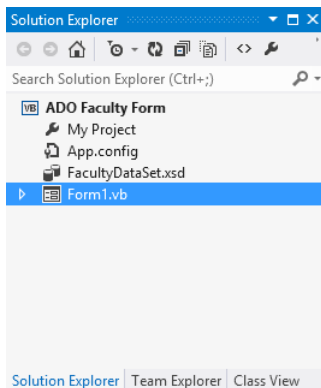 Solution Explorer
Search Solution Explorer (Ctrl+;)
VB ADO Faculty Form
My Project
App.config
FacultyDataSet.xsd
Form1.vb
Solution Explorer Team Explorer Class View